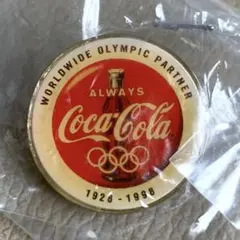 WORLDWIDE OLYMPIC PARTNER
ALWAYS
Coca-Cola
1928 - 1998